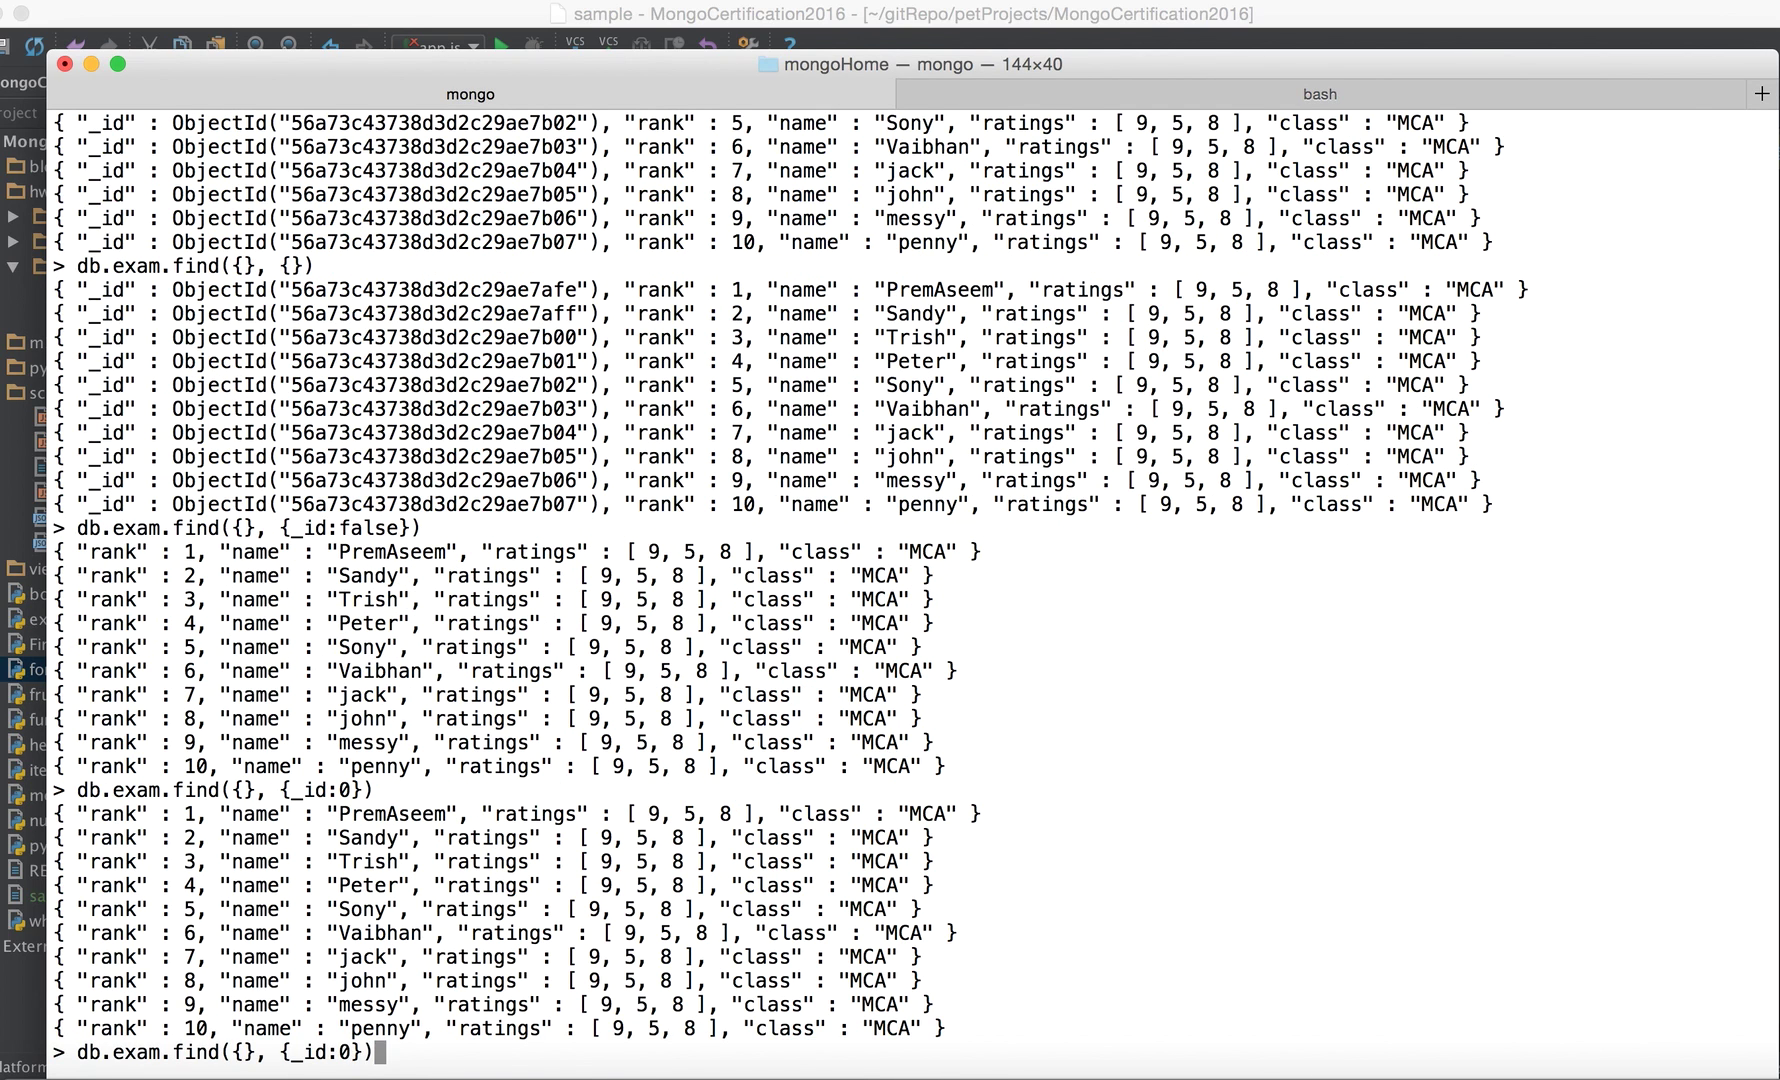 sample - MongoCertification2016 - [~/gitRepo/petProjects/MongoCertification2016]
app.js VCS VCS ?
mongoHome — mongo — 144×40
mongo bash +
{ "_id" : ObjectId("56a73c43738d3d2c29ae7b02"), "rank" : 5, "name" : "Sony", "ratings" : [ 9, 5, 8 ], "class" : "MCA" }
{ "_id" : ObjectId("56a73c43738d3d2c29ae7b03"), "rank" : 6, "name" : "Vaibhan", "ratings" : [ 9, 5, 8 ], "class" : "MCA" }
{ "_id" : ObjectId("56a73c43738d3d2c29ae7b04"), "rank" : 7, "name" : "jack", "ratings" : [ 9, 5, 8 ], "class" : "MCA" }
{ "_id" : ObjectId("56a73c43738d3d2c29ae7b05"), "rank" : 8, "name" : "john", "ratings" : [ 9, 5, 8 ], "class" : "MCA" }
{ "_id" : ObjectId("56a73c43738d3d2c29ae7b06"), "rank" : 9, "name" : "messy", "ratings" : [ 9, 5, 8 ], "class" : "MCA" }
{ "_id" : ObjectId("56a73c43738d3d2c29ae7b07"), "rank" : 10, "name" : "penny", "ratings" : [ 9, 5, 8 ], "class" : "MCA" }
> db.exam.find({}, {})
{ "_id" : ObjectId("56a73c43738d3d2c29ae7afe"), "rank" : 1, "name" : "PremAseem", "ratings" : [ 9, 5, 8 ], "class" : "MCA" }
{ "_id" : ObjectId("56a73c43738d3d2c29ae7aff"), "rank" : 2, "name" : "Sandy", "ratings" : [ 9, 5, 8 ], "class" : "MCA" }
{ "_id" : ObjectId("56a73c43738d3d2c29ae7b00"), "rank" : 3, "name" : "Trish", "ratings" : [ 9, 5, 8 ], "class" : "MCA" }
{ "_id" : ObjectId("56a73c43738d3d2c29ae7b01"), "rank" : 4, "name" : "Peter", "ratings" : [ 9, 5, 8 ], "class" : "MCA" }
{ "_id" : ObjectId("56a73c43738d3d2c29ae7b02"), "rank" : 5, "name" : "Sony", "ratings" : [ 9, 5, 8 ], "class" : "MCA" }
{ "_id" : ObjectId("56a73c43738d3d2c29ae7b03"), "rank" : 6, "name" : "Vaibhan", "ratings" : [ 9, 5, 8 ], "class" : "MCA" }
{ "_id" : ObjectId("56a73c43738d3d2c29ae7b04"), "rank" : 7, "name" : "jack", "ratings" : [ 9, 5, 8 ], "class" : "MCA" }
{ "_id" : ObjectId("56a73c43738d3d2c29ae7b05"), "rank" : 8, "name" : "john", "ratings" : [ 9, 5, 8 ], "class" : "MCA" }
{ "_id" : ObjectId("56a73c43738d3d2c29ae7b06"), "rank" : 9, "name" : "messy", "ratings" : [ 9, 5, 8 ], "class" : "MCA" }
{ "_id" : ObjectId("56a73c43738d3d2c29ae7b07"), "rank" : 10, "name" : "penny", "ratings" : [ 9, 5, 8 ], "class" : "MCA" }
> db.exam.find({}, {_id:false})
{ "rank" : 1, "name" : "PremAseem", "ratings" : [ 9, 5, 8 ], "class" : "MCA" }
{ "rank" : 2, "name" : "Sandy", "ratings" : [ 9, 5, 8 ], "class" : "MCA" }
{ "rank" : 3, "name" : "Trish", "ratings" : [ 9, 5, 8 ], "class" : "MCA" }
{ "rank" : 4, "name" : "Peter", "ratings" : [ 9, 5, 8 ], "class" : "MCA" }
{ "rank" : 5, "name" : "Sony", "ratings" : [ 9, 5, 8 ], "class" : "MCA" }
{ "rank" : 6, "name" : "Vaibhan", "ratings" : [ 9, 5, 8 ], "class" : "MCA" }
{ "rank" : 7, "name" : "jack", "ratings" : [ 9, 5, 8 ], "class" : "MCA" }
{ "rank" : 8, "name" : "john", "ratings" : [ 9, 5, 8 ], "class" : "MCA" }
{ "rank" : 9, "name" : "messy", "ratings" : [ 9, 5, 8 ], "class" : "MCA" }
{ "rank" : 10, "name" : "penny", "ratings" : [ 9, 5, 8 ], "class" : "MCA" }
> db.exam.find({}, {_id:0})
{ "rank" : 1, "name" : "PremAseem", "ratings" : [ 9, 5, 8 ], "class" : "MCA" }
{ "rank" : 2, "name" : "Sandy", "ratings" : [ 9, 5, 8 ], "class" : "MCA" }
{ "rank" : 3, "name" : "Trish", "ratings" : [ 9, 5, 8 ], "class" : "MCA" }
{ "rank" : 4, "name" : "Peter", "ratings" : [ 9, 5, 8 ], "class" : "MCA" }
{ "rank" : 5, "name" : "Sony", "ratings" : [ 9, 5, 8 ], "class" : "MCA" }
{ "rank" : 6, "name" : "Vaibhan", "ratings" : [ 9, 5, 8 ], "class" : "MCA" }
{ "rank" : 7, "name" : "jack", "ratings" : [ 9, 5, 8 ], "class" : "MCA" }
{ "rank" : 8, "name" : "john", "ratings" : [ 9, 5, 8 ], "class" : "MCA" }
{ "rank" : 9, "name" : "messy", "ratings" : [ 9, 5, 8 ], "class" : "MCA" }
{ "rank" : 10, "name" : "penny", "ratings" : [ 9, 5, 8 ], "class" : "MCA" }
> db.exam.find({}, {_id:0})